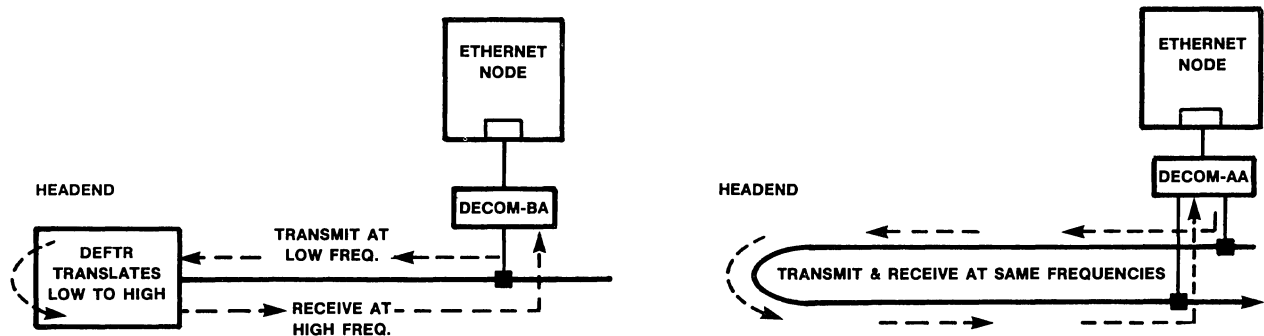 ETHERNET
NODE
DECOM-BA
HEADEND
DEFTR
TRANSLATES
LOW TO HIGH
TRANSMIT AT
LOW FREQ.
RECEIVE AT
HIGH FREQ.
ETHERNET
NODE
DECOM-AA
HEADEND
TRANSMIT & RECEIVE AT SAME FREQUENCIES